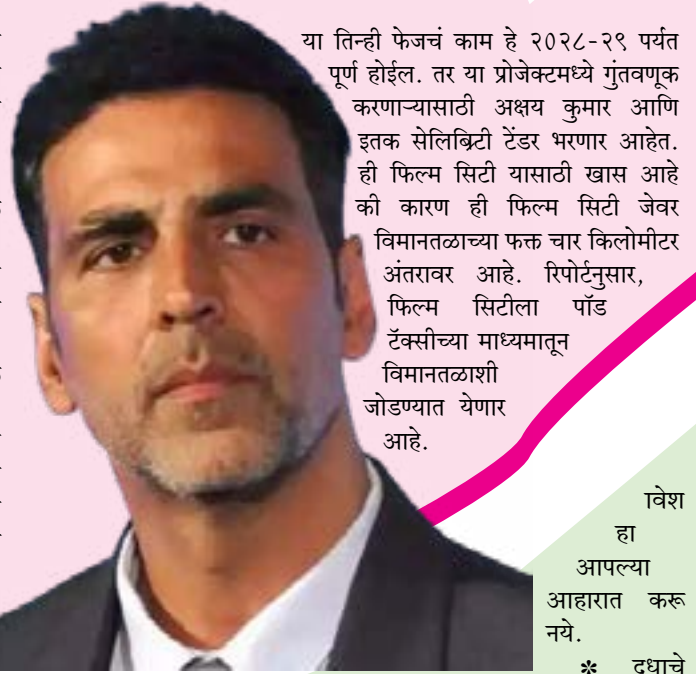 या तिन्ही फेजचं काम हे २०२८-२९ पर्यंत
पूर्ण होईल. तर या प्रोजेक्टमध्ये गुंतवणूक
करणाऱ्यासाठी अक्षय कुमार आणि
इतक सेलिब्रिटी टेंडर भरणार आहेत.
ही फिल्म सिटी यासाठी खास आहे
की कारण ही फिल्म सिटी जेवर
विमानतळाच्या फक्त चार किलोमीटर
अंतरावर आहे. रिपोर्टनुसार,
फिल्म सिटीला पॉड
टॅक्सीच्या माध्यमातून
विमानतळाशी
जोडण्यात येणार
आहे.
ावेश
हा
आपल्या
आहारात करू
नये.
* दुधाचे